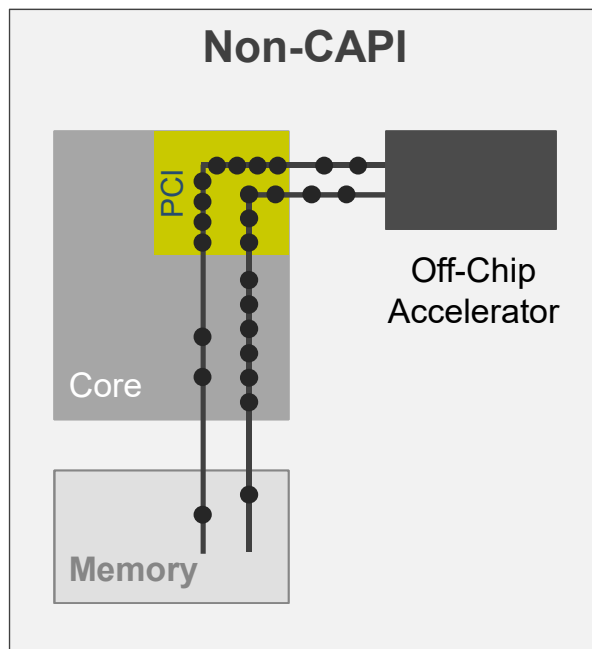 Non-CAPI
PCI
Off-Chip
Accelerator
Core
Memory